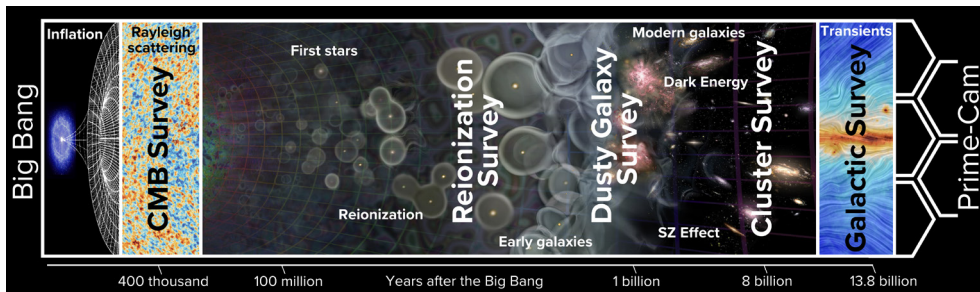 Big Bang
Inflation
Rayleigh
scattering
CMB Survey
First stars
Reionization
Reionization
Survey
Early galaxies
Dusty Galaxy
Survey
Modern galaxies
Dark Energy
SZ Effect
Cluster Survey
Transients
Galactic Survey
Prime-Cam
400 thousand
100 million
Years after the Big Bang
1 billion
8 billion
13.8 billion